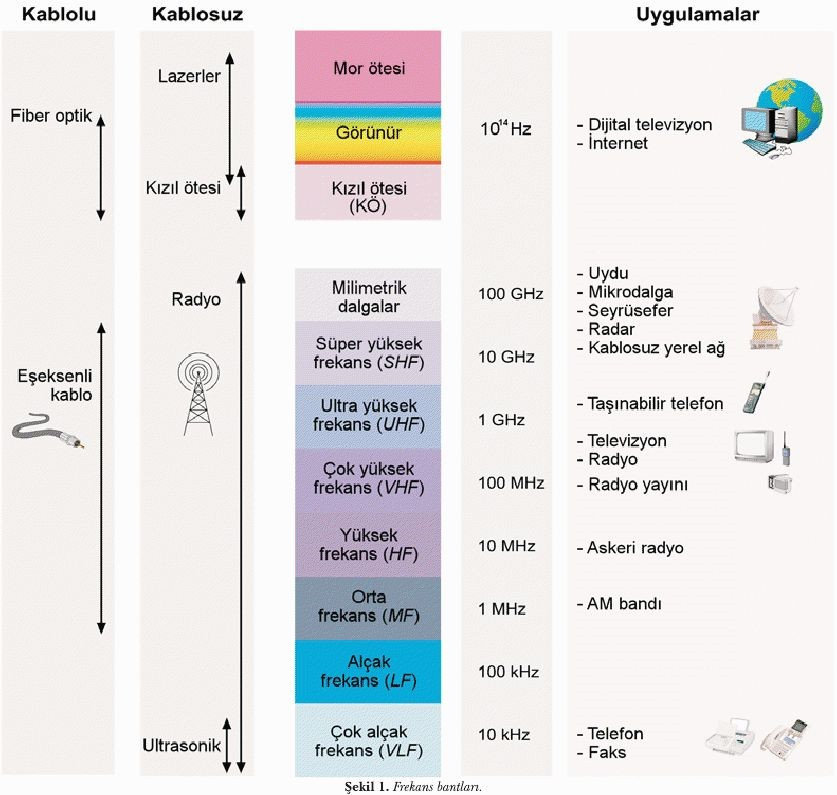 Kablolu
Kablosuz
Uygulamalar
Lazerler
Mor ötesi
Fiber optik
Görünür
10¹⁴ Hz
- Dijital televizyon
- İnternet
Kızıl ötesi
Kızıl ötesi
(KÖ)
Radyo
Milimetrik
dalgalar
100 GHz
- Uydu
- Mikrodalga
- Seyrüsefer
- Radar
- Kablosuz yerel ağ
Süper yüksek
frekans (SHF)
10 GHz
Eşeksenli
kablo
Ultra yüksek
frekans (UHF)
1 GHz
- Taşınabilir telefon
- Televizyon
- Radyo
Çok yüksek
frekans (VHF)
100 MHz
- Radyo yayını
Yüksek
frekans (HF)
10 MHz
- Askeri radyo
Orta
frekans (MF)
1 MHz
- AM bandı
Alçak
frekans (LF)
100 kHz
Ultrasonik
Çok alçak
frekans (VLF)
10 kHz
- Telefon
- Faks
Şekil 1. Frekans bantları.